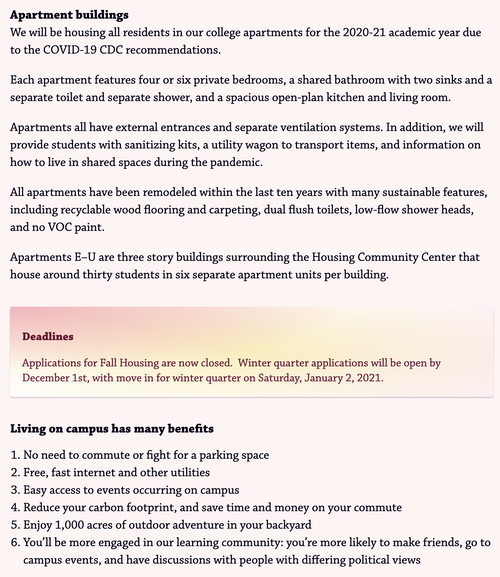 Apartment buildings
We will be housing all residents in our college apartments for the 2020-21 academic year due
to the COVID-19 CDC recommendations.
Each apartment features four or six private bedrooms, a shared bathroom with two sinks and a
separate toilet and separate shower, and a spacious open-plan kitchen and living room.
Apartments all have external entrances and separate ventilation systems. In addition, we will
provide students with sanitizing kits, a utility wagon to transport items, and information on
how to live in shared spaces during the pandemic.
All apartments have been remodeled within the last ten years with many sustainable features,
including recyclable wood flooring and carpeting, dual flush toilets, low-flow shower heads,
and no VOC paint.
Apartments E–U are three story buildings surrounding the Housing Community Center that
house around thirty students in six separate apartment units per building.
Deadlines
Applications for Fall Housing are now closed. Winter quarter applications will be open by
December 1st, with move in for winter quarter on Saturday, January 2, 2021.
Living on campus has many benefits
1. No need to commute or fight for a parking space
2. Free, fast internet and other utilities
3. Easy access to events occurring on campus
4. Reduce your carbon footprint, and save time and money on your commute
5. Enjoy 1,000 acres of outdoor adventure in your backyard
6. You'll be more engaged in our learning community: you're more likely to make friends, go to
campus events, and have discussions with people with differing political views